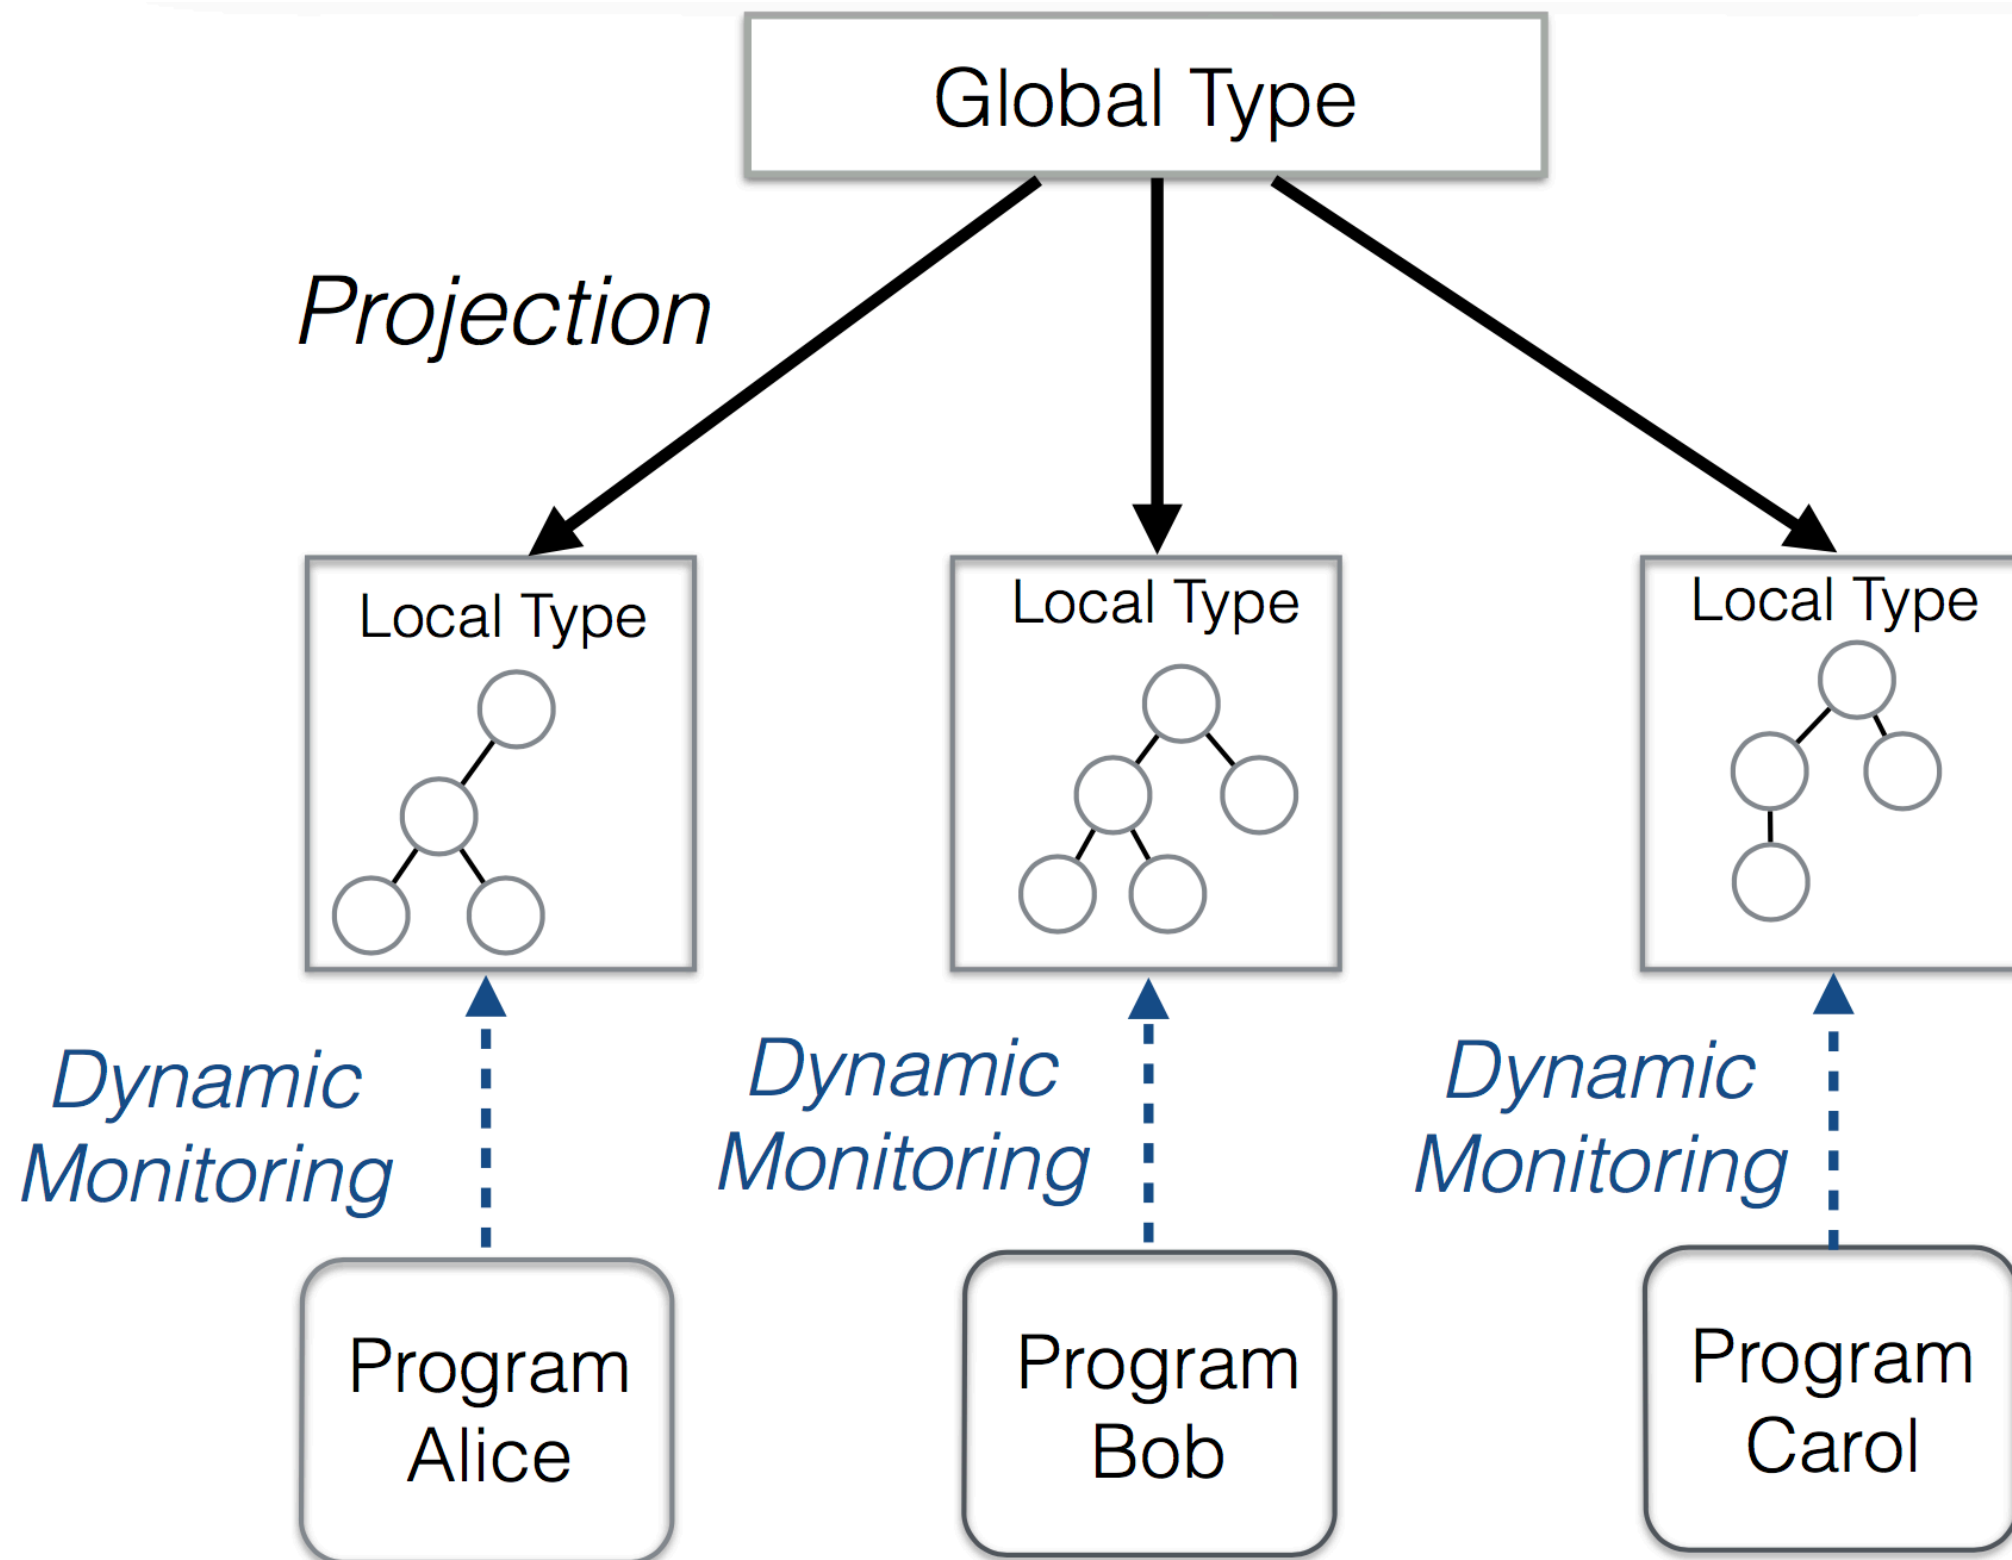 Global Type
Projection
Local Type
Local Type
Local Type
Dynamic
Monitoring
Dynamic
Monitoring
Dynamic
Monitoring
Program
Alice
Program
Bob
Program
Carol